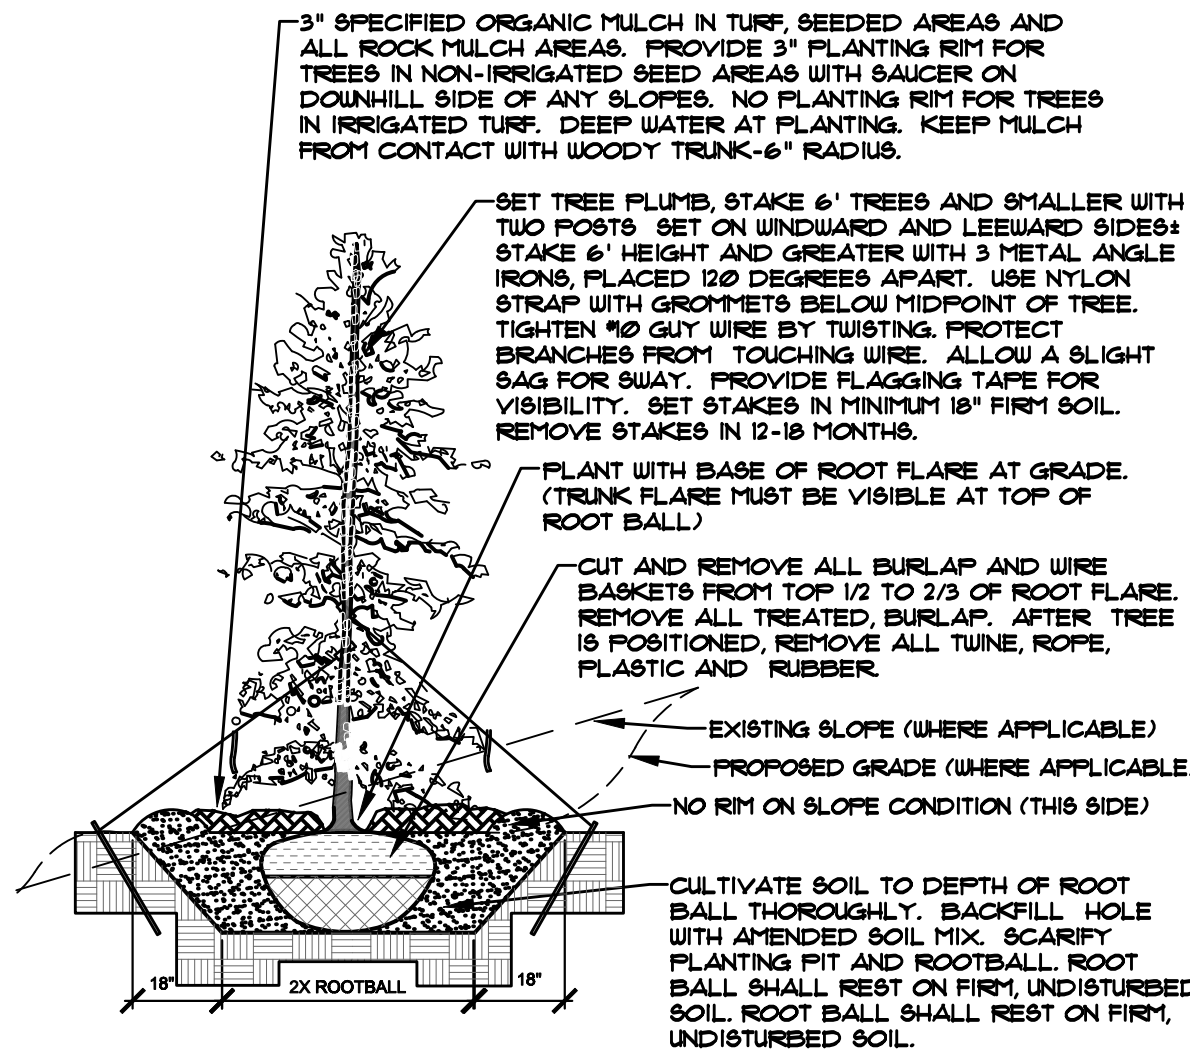 3" SPECIFIED ORGANIC MULCH IN TURF, SEEDED AREAS AND
ALL ROCK MULCH AREAS. PROVIDE 3" PLANTING RIM FOR
TREES IN NON-IRRIGATED SEED AREAS WITH SAUCER ON
DOWNHILL SIDE OF ANY SLOPES. NO PLANTING RIM FOR TREES
IN IRRIGATED TURF. DEEP WATER AT PLANTING. KEEP MULCH
FROM CONTACT WITH WOODY TRUNK-6" RADIUS.
SET TREE PLUMB, STAKE 6' TREES AND SMALLER WITH
TWO POSTS SET ON WINDWARD AND LEEWARD SIDES±
STAKE 6' HEIGHT AND GREATER WITH 3 METAL ANGLE
IRONS, PLACED 120 DEGREES APART. USE NYLON
STRAP WITH GROMMETS BELOW MIDPOINT OF TREE.
TIGHTEN #10 GUY WIRE BY TWISTING. PROTECT
BRANCHES FROM TOUCHING WIRE. ALLOW A SLIGHT
SAG FOR SWAY. PROVIDE FLAGGING TAPE FOR
VISIBILITY. SET STAKES IN MINIMUM 18" FIRM SOIL.
REMOVE STAKES IN 12-18 MONTHS.
PLANT WITH BASE OF ROOT FLARE AT GRADE.
(TRUNK FLARE MUST BE VISIBLE AT TOP OF
ROOT BALL)
CUT AND REMOVE ALL BURLAP AND WIRE
BASKETS FROM TOP 1/2 TO 2/3 OF ROOT FLARE.
REMOVE ALL TREATED, BURLAP. AFTER TREE
IS POSITIONED, REMOVE ALL TWINE, ROPE,
PLASTIC AND RUBBER.
EXISTING SLOPE (WHERE APPLICABLE)
PROPOSED GRADE (WHERE APPLICABLE.
NO RIM ON SLOPE CONDITION (THIS SIDE)
CULTIVATE SOIL TO DEPTH OF ROOT
BALL THOROUGHLY. BACKFILL HOLE
WITH AMENDED SOIL MIX. SCARIFY
PLANTING PIT AND ROOTBALL. ROOT
BALL SHALL REST ON FIRM, UNDISTURBED
SOIL. ROOT BALL SHALL REST ON FIRM,
UNDISTURBED SOIL.
18" 2X ROOTBALL 18"